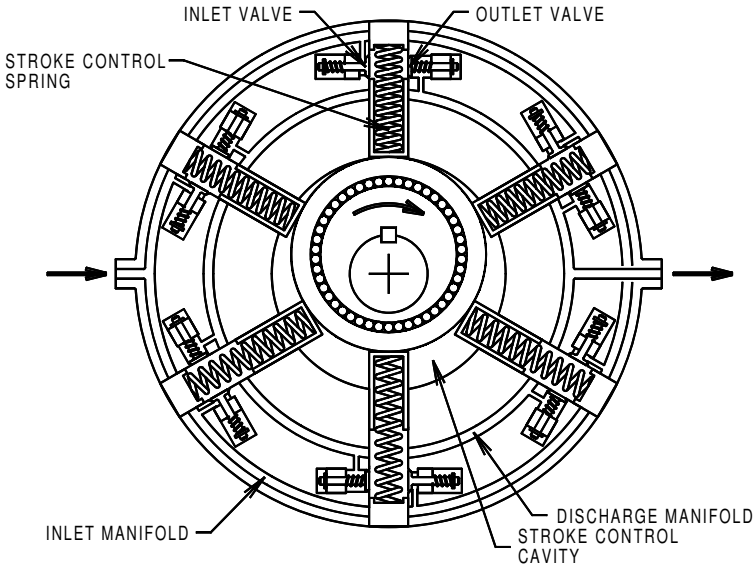 INLET VALVE
OUTLET VALVE
STROKE CONTROL
SPRING
INLET MANIFOLD
DISCHARGE MANIFOLD
STROKE CONTROL
CAVITY